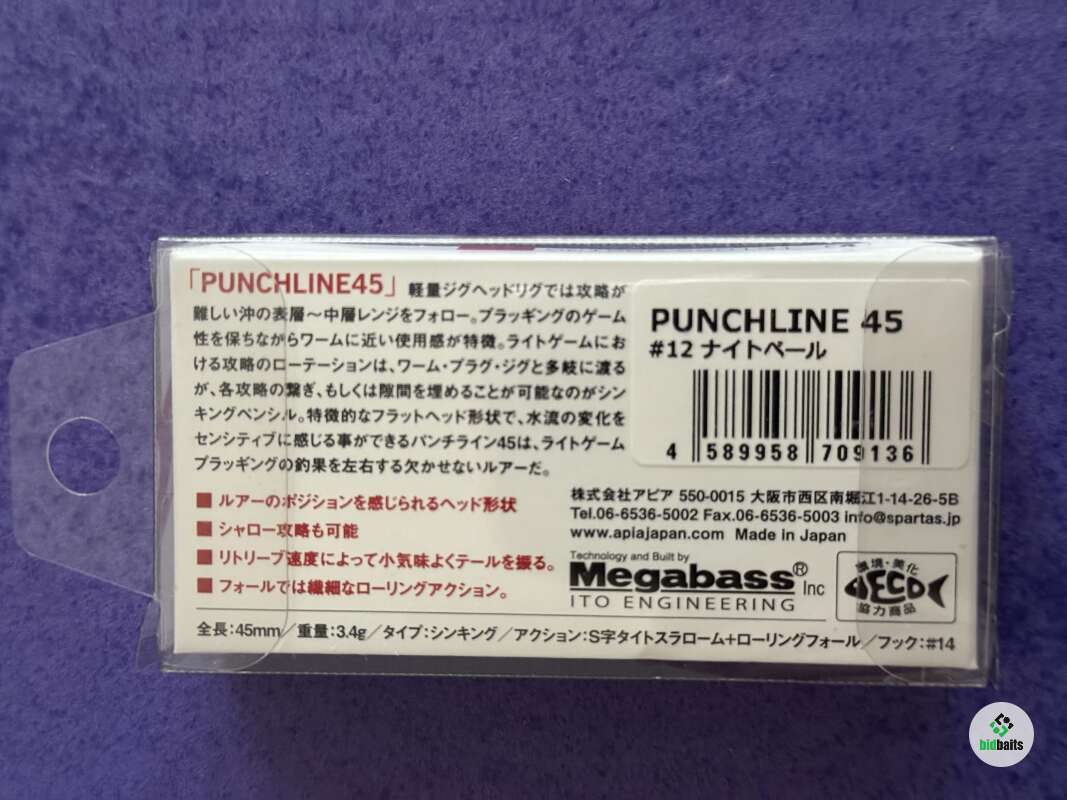 「PUNCHLINE45」 軽量ジグヘッドリグでは攻略が
難しい沖の表層～中層レンジをフォロー。プラッギングのゲーム
性を保ちながらワームに近い使用感が特徴。ライトゲームにお
ける攻略のローテーションは、ワーム・プラグ・ジグと多岐に渡る
が、各攻略の繋ぎ、もしくは隙間を埋めることが可能なのがシン
キングペンシル。特徴的なフラットヘッド形状で、水流の変化を
センシティブに感じる事ができるパンチライン45は、ライトゲーム
プラッギングの釣果を左右する欠かせないルアーだ。
■ ルアーのポジションを感じられるヘッド形状
■ シャロー攻略も可能
■ リトリーブ速度によって小気味よくテールを振る。
■ フォールでは繊細なローリングアクション。
PUNCHLINE 45
#12 ナイトペール
4 589958 709136
株式会社アピア 550-0015 大阪市西区南堀江1-14-26-5B
Tel.06-6536-5002 Fax.06-6536-5003 info@spartas.jp
www.apiajapan.com Made in Japan
Technology and Built by
Megabass® Inc
ITO ENGINEERING
環境・美化
ECO
協力商品
全長:45mm／重量:3.4g／タイプ:シンキング／アクション:S字タイトスラローム+ローリングフォール／フック:#14
bidbaits